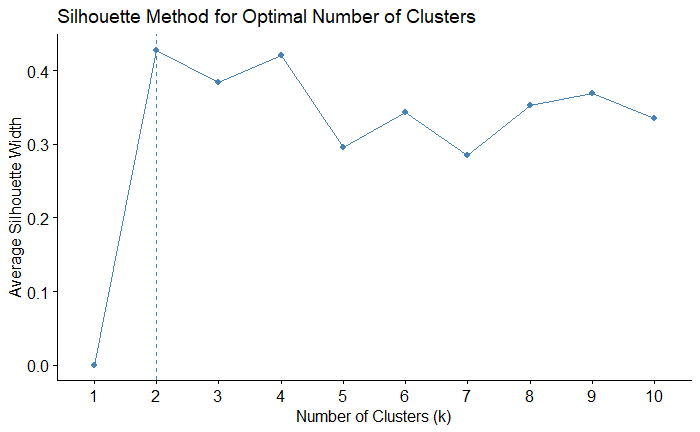 Silhouette Method for Optimal Number of Clusters
Average Silhouette Width
0.4
0.3
0.2
0.1
0.0
1 2 3 4 5 6 7 8 9 10
Number of Clusters (k)